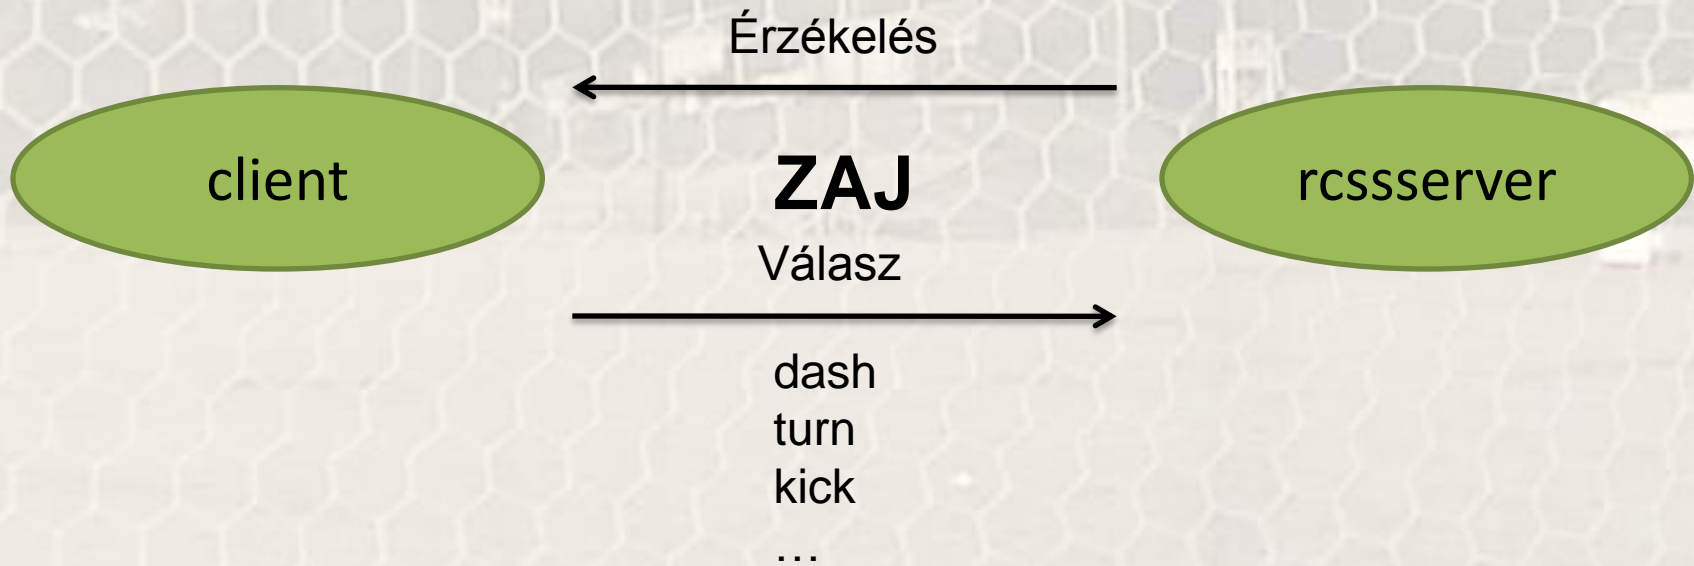 Érzékelés
client
ZAJ
rcssserver
Válasz
dash
turn
kick
…